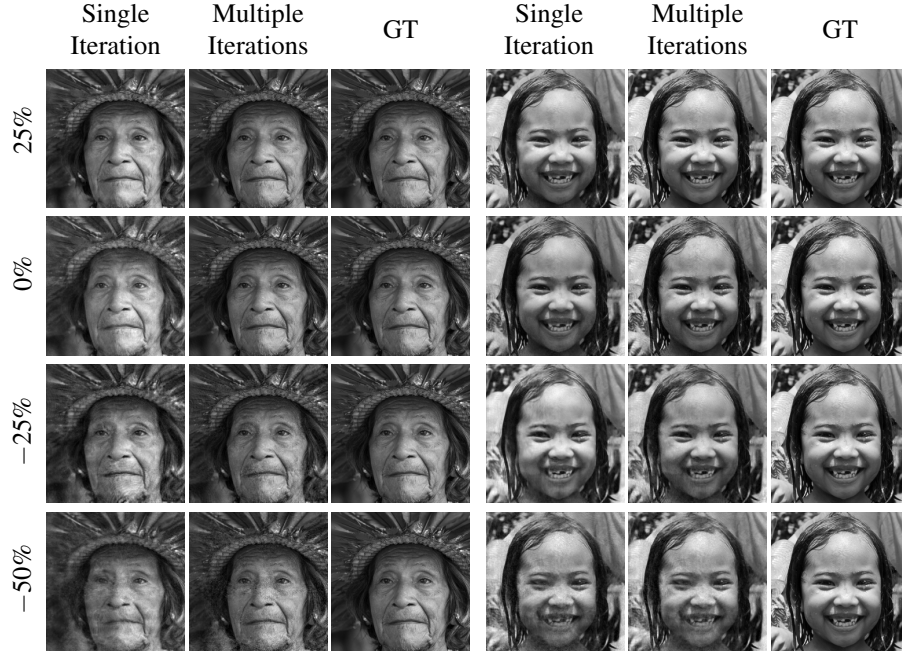 Single Iteration
Multiple Iterations
GT
Single Iteration
Multiple Iterations
GT
25%
0%
−25%
−50%